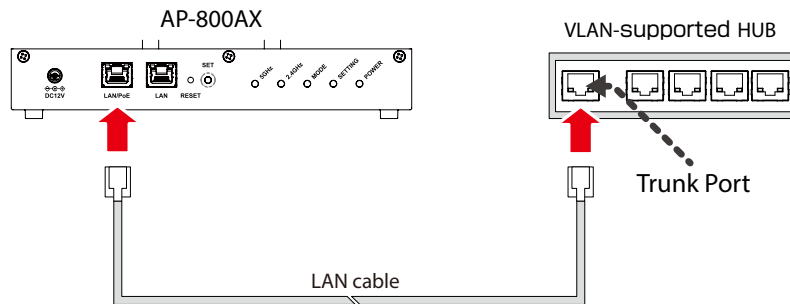 AP-800AX
VLAN-supported HUB
SET
DC12V
LAN/PoE
LAN
RESET
5GHz
2.4GHz
MODE
SETTING
POWER
Trunk Port
LAN cable